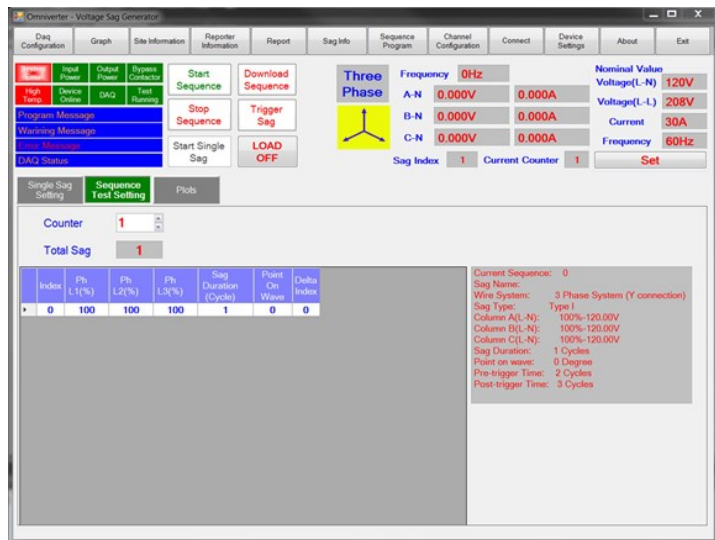 Omniverter - Voltage Sag Generator
Daq Configuration
Graph
Site Information
Reporter Information
Report
Sag Info
Sequence Program
Channel Configuration
Connect
Device Settings
About
Exit
Input Power
Output Power
Bypass Contactor
High Temp.
Device Online
DAQ
Test Running
Program Message
Warining Message
Error Message
DAQ Status
Start Sequence
Download Sequence
Stop Sequence
Trigger Sag
Start Single Sag
LOAD OFF
Three Phase
Frequency 0Hz
A-N 0.000V 0.000A
B-N 0.000V 0.000A
C-N 0.000V 0.000A
Sag Index 1 Current Counter 1
Nominal Value
Voltage(L-N) 120V
Voltage(L-L) 208V
Current 30A
Frequency 60Hz
Set
Single Sag Setting
Sequence Test Setting
Plots
Counter 1
Total Sag 1
Index Ph L1(%) Ph L2(%) Ph L3(%) Sag Duration (Cycle) Point On Wave Delta Index
0 100 100 100 1 0 0
Current Sequence: 0
Sag Name:
Wire System: 3 Phase System (Y connection)
Sag Type: Type I
Column A(L-N): 100%-120.00V
Column B(L-N): 100%-120.00V
Column C(L-N): 100%-120.00V
Sag Duration: 1 Cycles
Point on wave: 0 Degree
Pre-trigger Time: 2 Cycles
Post-trigger Time: 3 Cycles